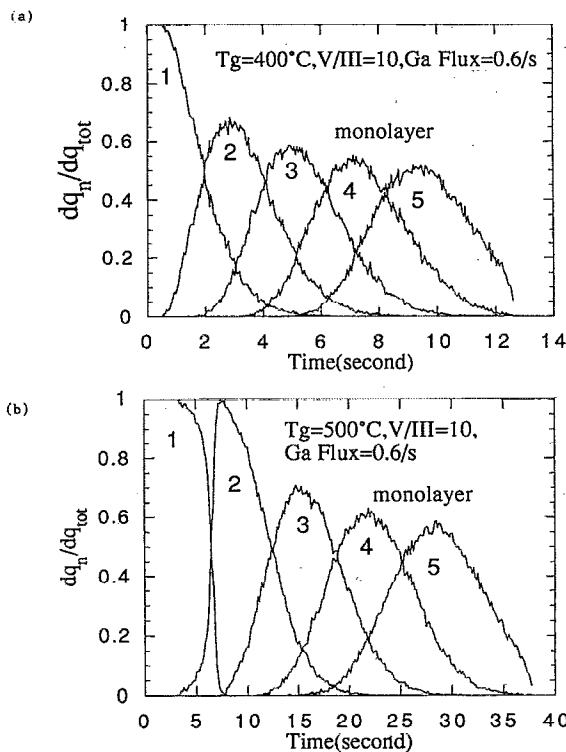 (a)
Tg=400°C,V/III=10,Ga Flux=0.6/s
1
0.8
0.6
0.4
0.2
0
dqₙ/dq_tot
1
2
3
4
5
monolayer
0 2 4 6 8 10 12 14
Time(second)
(b)
Tg=500°C,V/III=10,
Ga Flux=0.6/s
1
0.8
0.6
0.4
0.2
0
dqₙ/dq_tot
1
2
3
4
5
monolayer
0 5 10 15 20 25 30 35 40
Time(second)